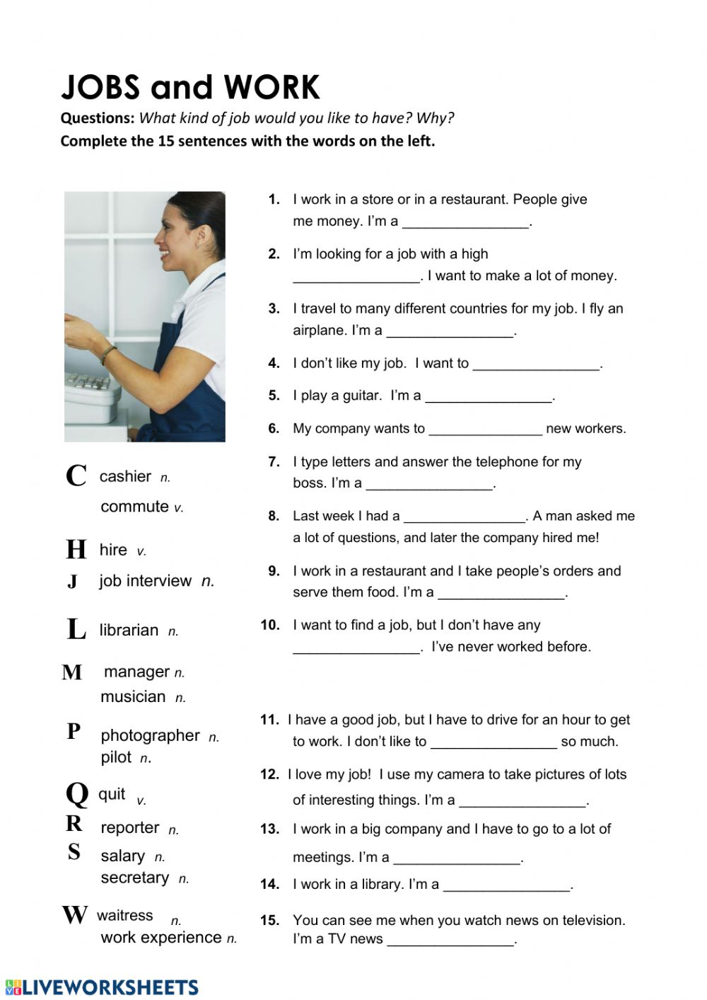 JOBS and WORK
Questions: What kind of job would you like to have? Why?
Complete the 15 sentences with the words on the left.
C cashier n.
commute v.
H hire v.
J job interview n.
L librarian n.
M manager n.
musician n.
P photographer n.
pilot n.
Q quit v.
R reporter n.
S salary n.
secretary n.
W waitress n.
work experience n.
1. I work in a store or in a restaurant. People give
me money. I’m a ________________.
2. I’m looking for a job with a high
________________. I want to make a lot of money.
3. I travel to many different countries for my job. I fly an
airplane. I’m a ________________.
4. I don’t like my job. I want to ________________.
5. I play a guitar. I’m a ________________.
6. My company wants to ______________ new workers.
7. I type letters and answer the telephone for my
boss. I’m a ________________.
8. Last week I had a ________________. A man asked me
a lot of questions, and later the company hired me!
9. I work in a restaurant and I take people’s orders and
serve them food. I’m a ________________.
10. I want to find a job, but I don’t have any
________________. I’ve never worked before.
11. I have a good job, but I have to drive for an hour to get
to work. I don’t like to ________________ so much.
12. I love my job! I use my camera to take pictures of lots
of interesting things. I’m a ________________.
13. I work in a big company and I have to go to a lot of
meetings. I’m a ________________.
14. I work in a library. I’m a ________________.
15. You can see me when you watch news on television.
I’m a TV news ________________.
LIVE LIVEWORKSHEETS